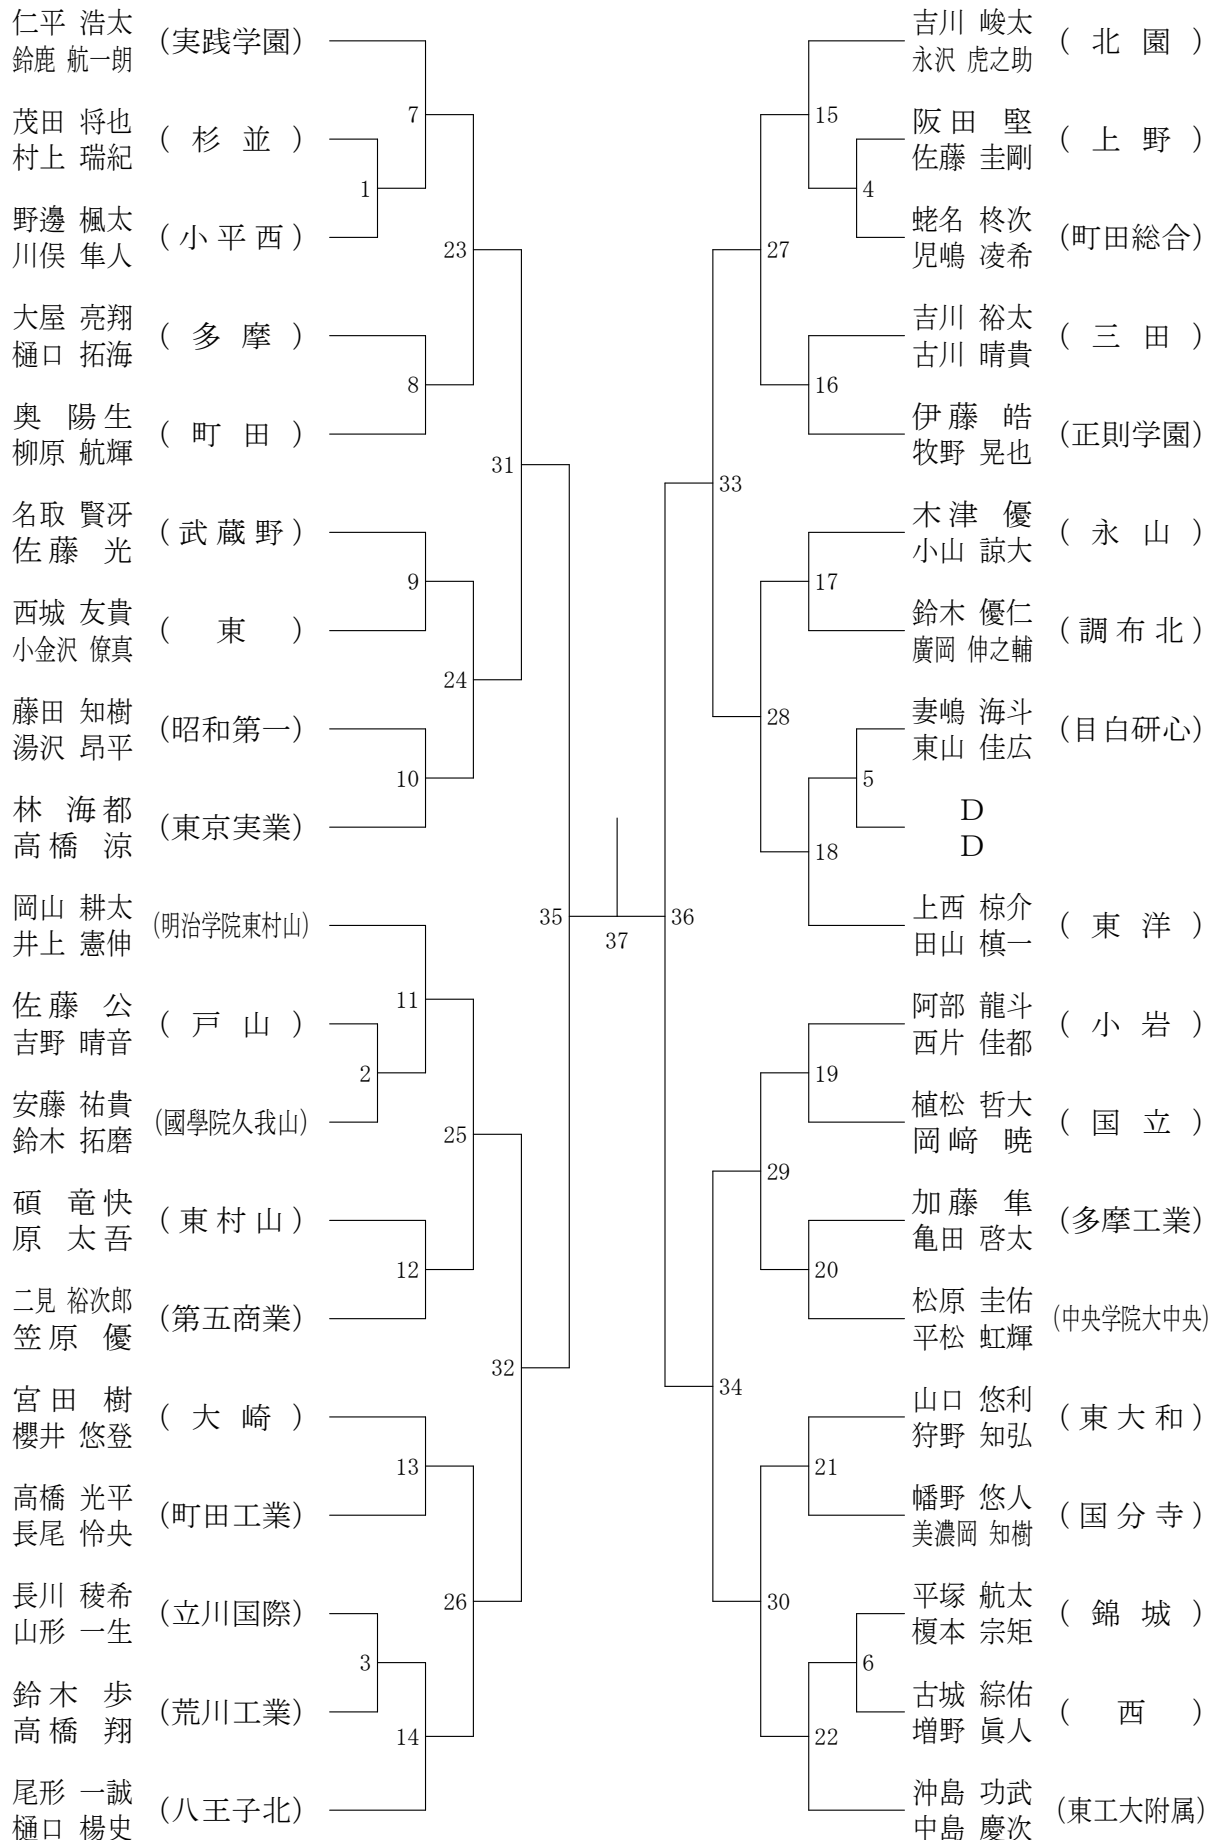 仁平 浩太
鈴鹿 航一朗
(実践学園)
茂田 将也
村上 瑞紀
( 杉 並 )
野邊 楓太
川俣 隼人
( 小 平 西 )
大屋 亮翔
樋口 拓海
( 多 摩 )
奥 陽生
柳原 航輝
( 町 田 )
名取 賢冴
佐藤 光
( 武 蔵 野 )
西城 友貴
小金沢 僚真
( 東 )
藤田 知樹
湯沢 昂平
(昭和第一)
林 海都
高橋 涼
(東京実業)
岡山 耕太
井上 憲伸
(明治学院東村山)
佐藤 公
吉野 晴音
( 戸 山 )
安藤 祐貴
鈴木 拓磨
(國學院久我山)
碩 竜快
原 太吾
( 東 村 山 )
二見 裕次郎
笠原 優
(第五商業)
宮田 樹
櫻井 悠登
( 大 崎 )
高橋 光平
長尾 怜央
(町田工業)
長川 稜希
山形 一生
(立川国際)
鈴木 歩
高橋 翔
(荒川工業)
尾形 一誠
樋口 楊史
(八王子北)
7
1
23
8
31
9
24
10
35
11
2
25
12
32
13
26
3
14
37
36
15
4
27
16
33
17
28
5
18
19
29
20
34
21
30
6
22
吉川 峻太
永沢 虎之助
( 北 園 )
阪田 堅
佐藤 圭剛
( 上 野 )
蛯名 柊次
児嶋 凌希
(町田総合)
吉川 裕太
古川 晴貴
( 三 田 )
伊藤 皓
牧野 晃也
(正則学園)
木津 優
小山 諒大
( 永 山 )
鈴木 優仁
廣岡 伸之輔
( 調 布 北 )
妻嶋 海斗
東山 佳広
(目白研心)
D
D
上西 椋介
田山 槙一
( 東 洋 )
阿部 龍斗
西片 佳都
( 小 岩 )
植松 哲大
岡﨑 暁
( 国 立 )
加藤 隼
亀田 啓太
(多摩工業)
松原 圭佑
平松 虹輝
(中央学院大中央)
山口 悠利
狩野 知弘
( 東 大 和 )
幡野 悠人
美濃岡 知樹
( 国 分 寺 )
平塚 航太
榎本 宗矩
( 錦 城 )
古城 綜佑
増野 眞人
( 西 )
沖島 功武
中島 慶次
(東工大附属)